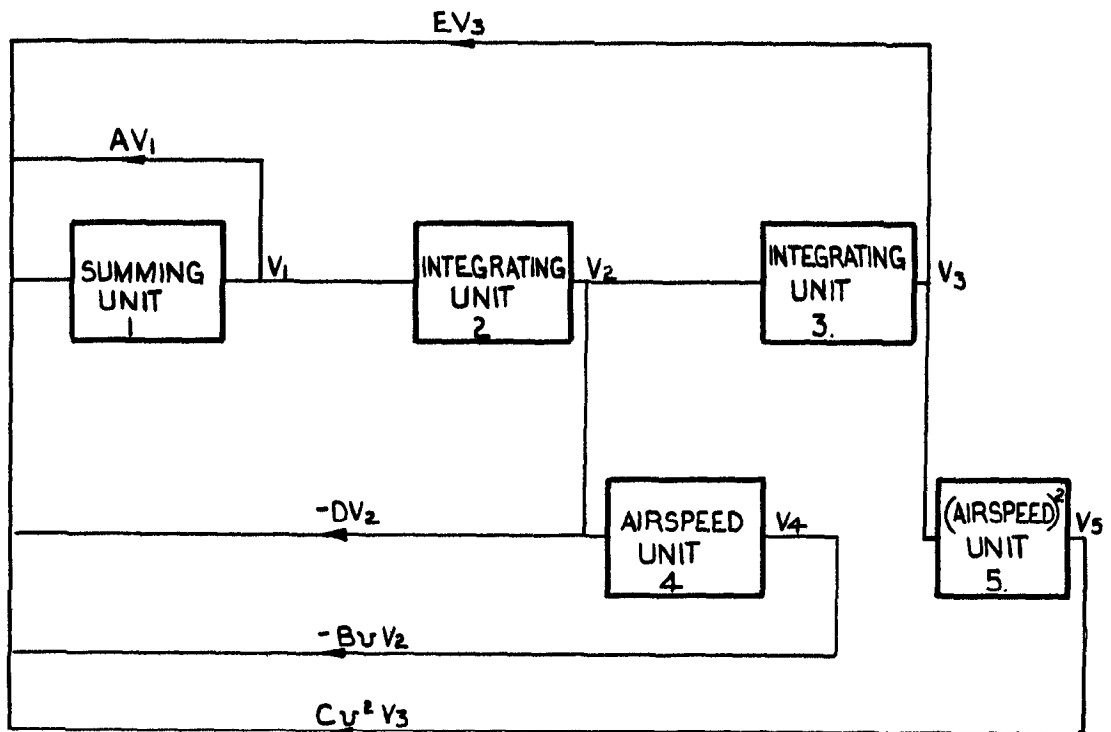 EV3
AV1
SUMMING
UNIT
1
V1
INTEGRATING
UNIT
2
V2
INTEGRATING
UNIT
3.
V3
-DV2
AIRSPEED
UNIT
4
V4
(AIRSPEED)²
UNIT
5.
V5
-BυV2
Cυ²V3